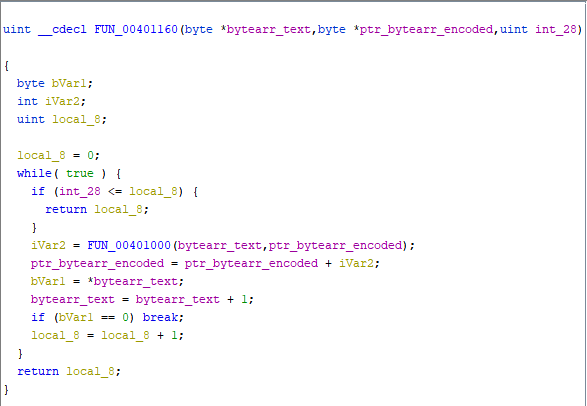 uint __cdecl FUN_00401160(byte *bytearr_text,byte *ptr_bytearr_encoded,uint int_28)
{
  byte bVar1;
  int iVar2;
  uint local_8;
  local_8 = 0;
  while( true ) {
    if (int_28 <= local_8) {
      return local_8;
    }
    iVar2 = FUN_00401000(bytearr_text,ptr_bytearr_encoded);
    ptr_bytearr_encoded = ptr_bytearr_encoded + iVar2;
    bVar1 = *bytearr_text;
    bytearr_text = bytearr_text + 1;
    if (bVar1 == 0) break;
    local_8 = local_8 + 1;
  }
  return local_8;
}